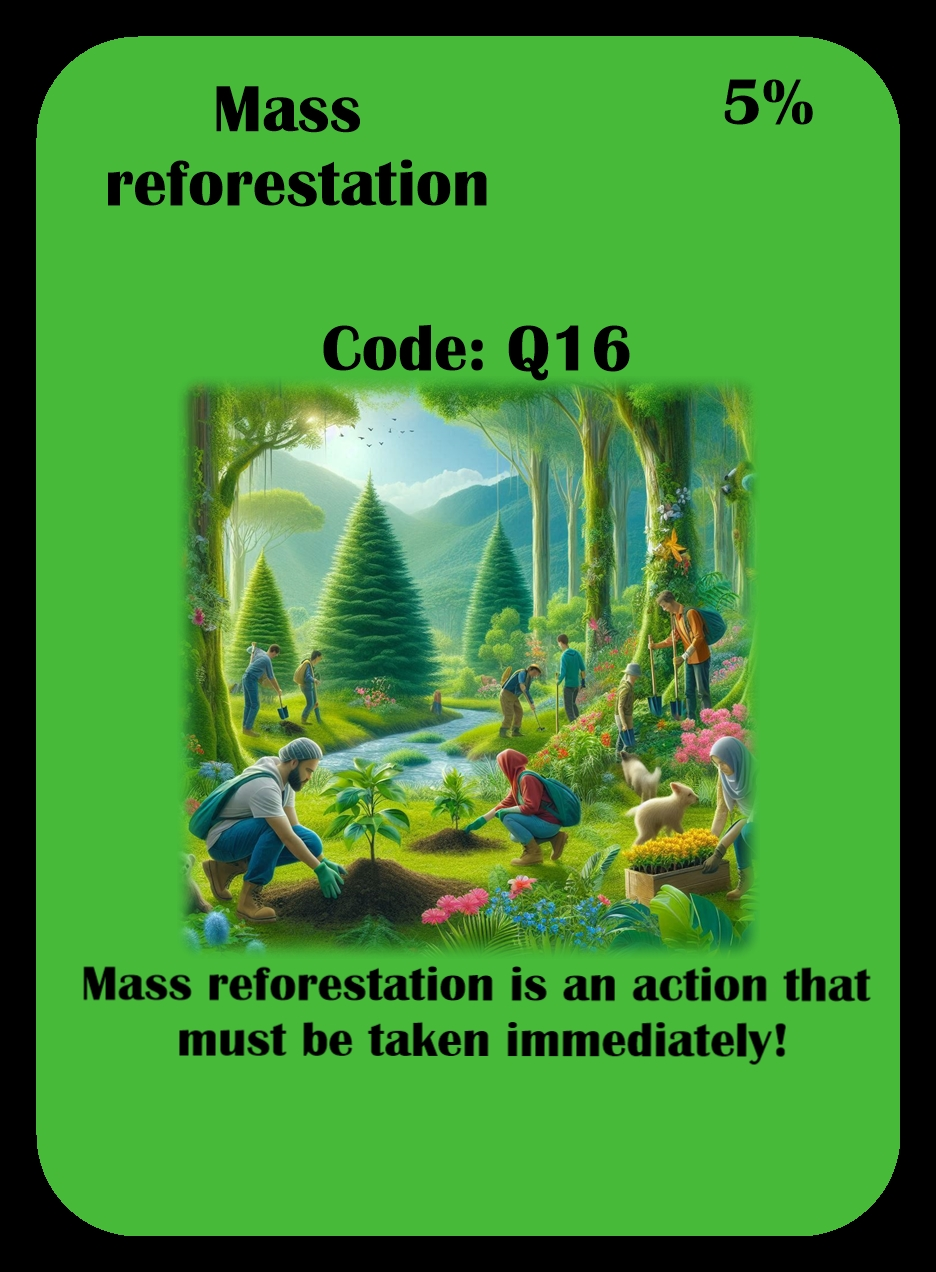 Mass
reforestation
5%
Code: Q16
Mass reforestation is an action that
must be taken immediately!